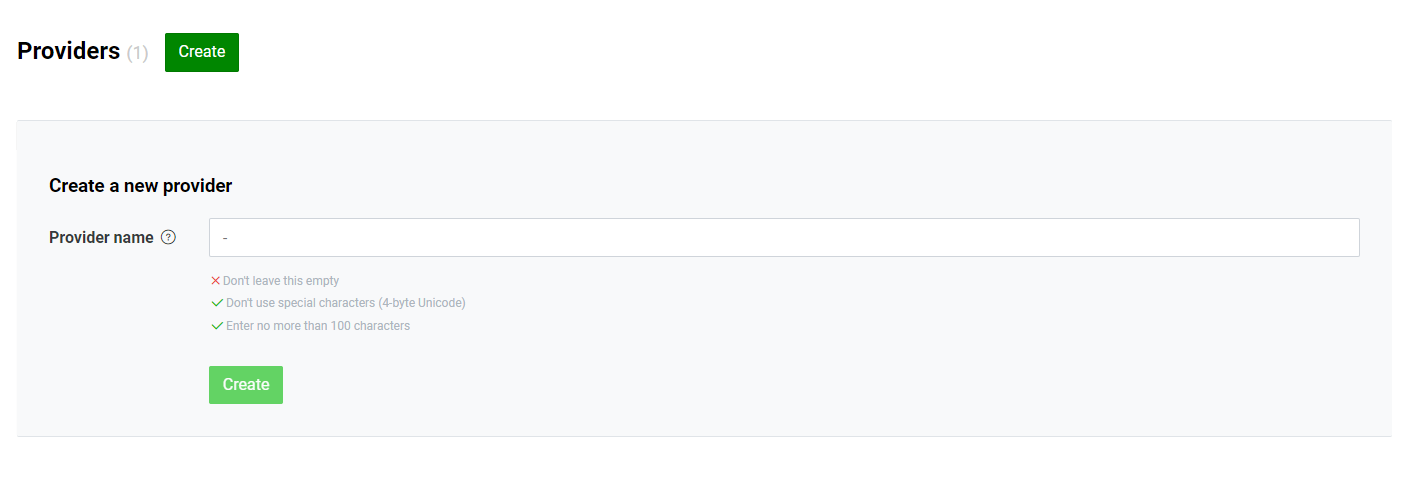 Providers (1) Create
Create a new provider
Provider name ? -
Don't leave this empty
Don't use special characters (4-byte Unicode)
Enter no more than 100 characters
Create